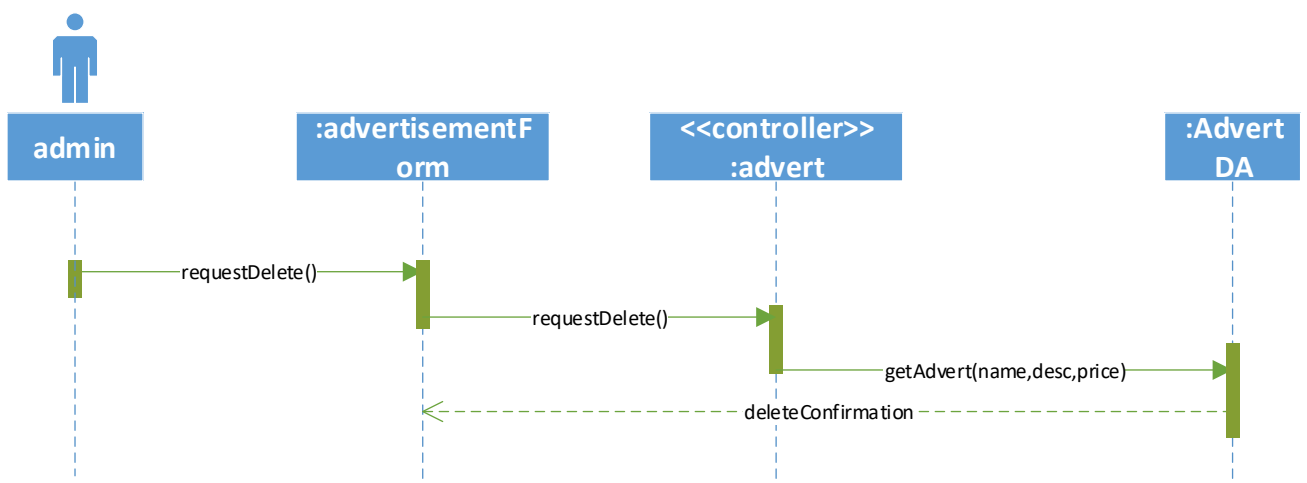 admin
:advertisementF
orm
<<controller>>
:advert
:Advert
DA
requestDelete()
requestDelete()
getAdvert(name,desc,price)
deleteConfirmation